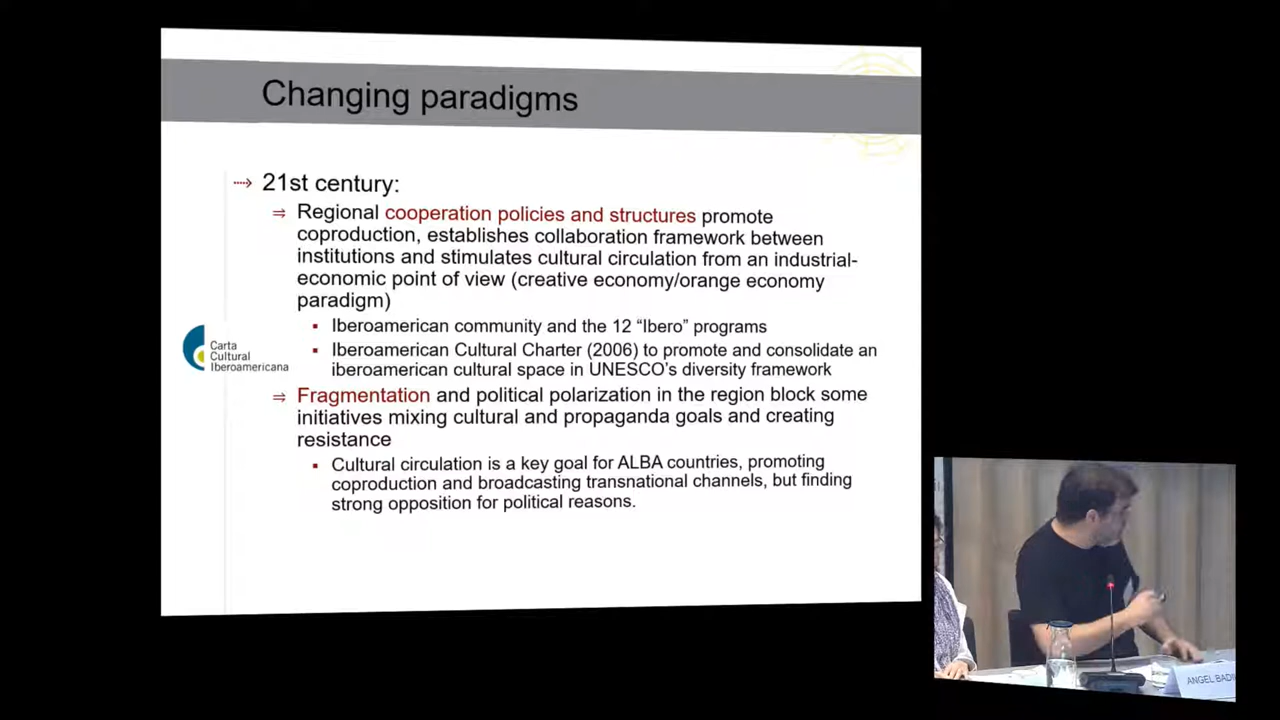 Changing paradigms
21st century:
Regional cooperation policies and structures promote
coproduction, establishes collaboration framework between
institutions and stimulates cultural circulation from an industrial-
economic point of view (creative economy/orange economy
paradigm)
Iberoamerican community and the 12 “Ibero” programs
Iberoamerican Cultural Charter (2006) to promote and consolidate an
iberoamerican cultural space in UNESCO’s diversity framework
Carta
Cultural
Iberoamericana
Fragmentation and political polarization in the region block some
initiatives mixing cultural and propaganda goals and creating
resistance
Cultural circulation is a key goal for ALBA countries, promoting
coproduction and broadcasting transnational channels, but finding
strong opposition for political reasons.
ANGEL